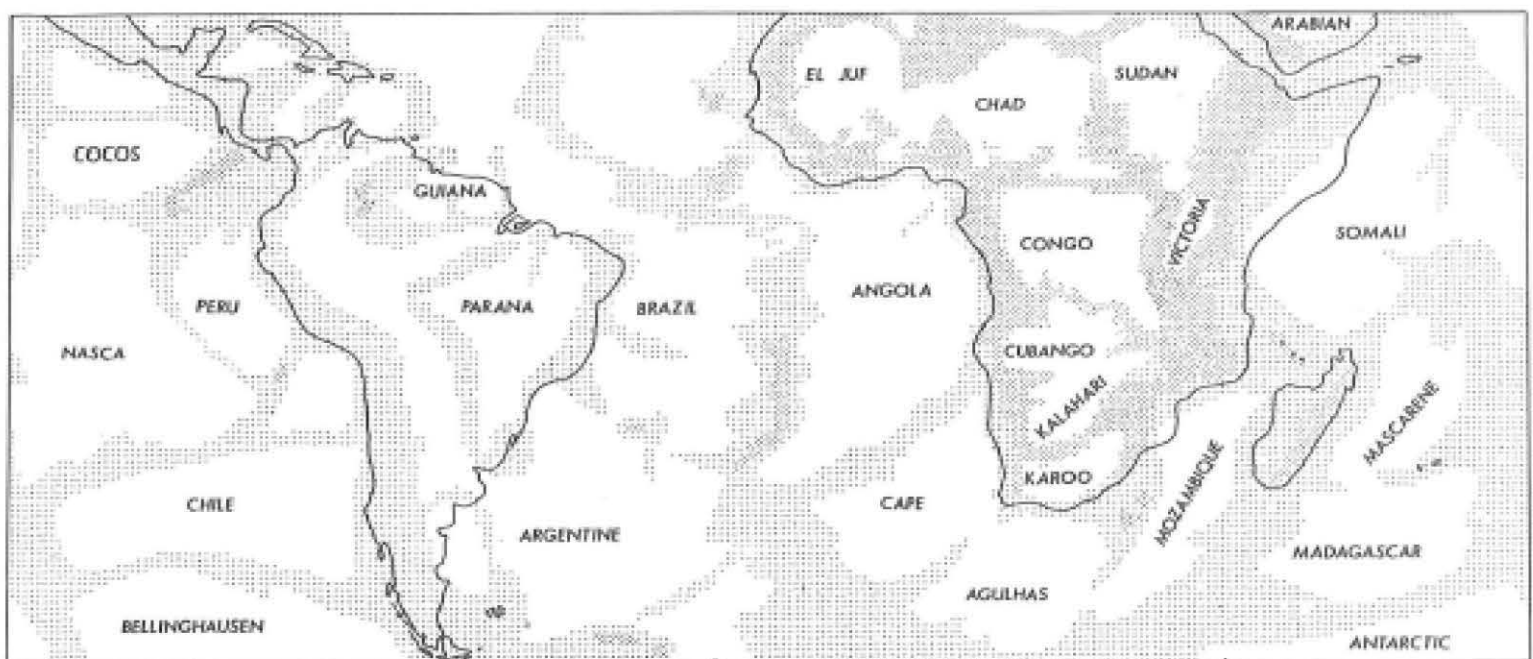 ARABIAN
EL JUF
SUDAN
CHAD
COCOS
GUIANA
VICTORIA
SOMALI
CONGO
ANGOLA
PERU
PARANA
BRAZIL
NASCA
CUBANGO
KALAHARI
MASCARENE
KAROO
MOZAMBIQUE
CHILE
CAPE
ARGENTINE
MADAGASCAR
AGULHAS
BELLINGHAUSEN
ANTARCTIC